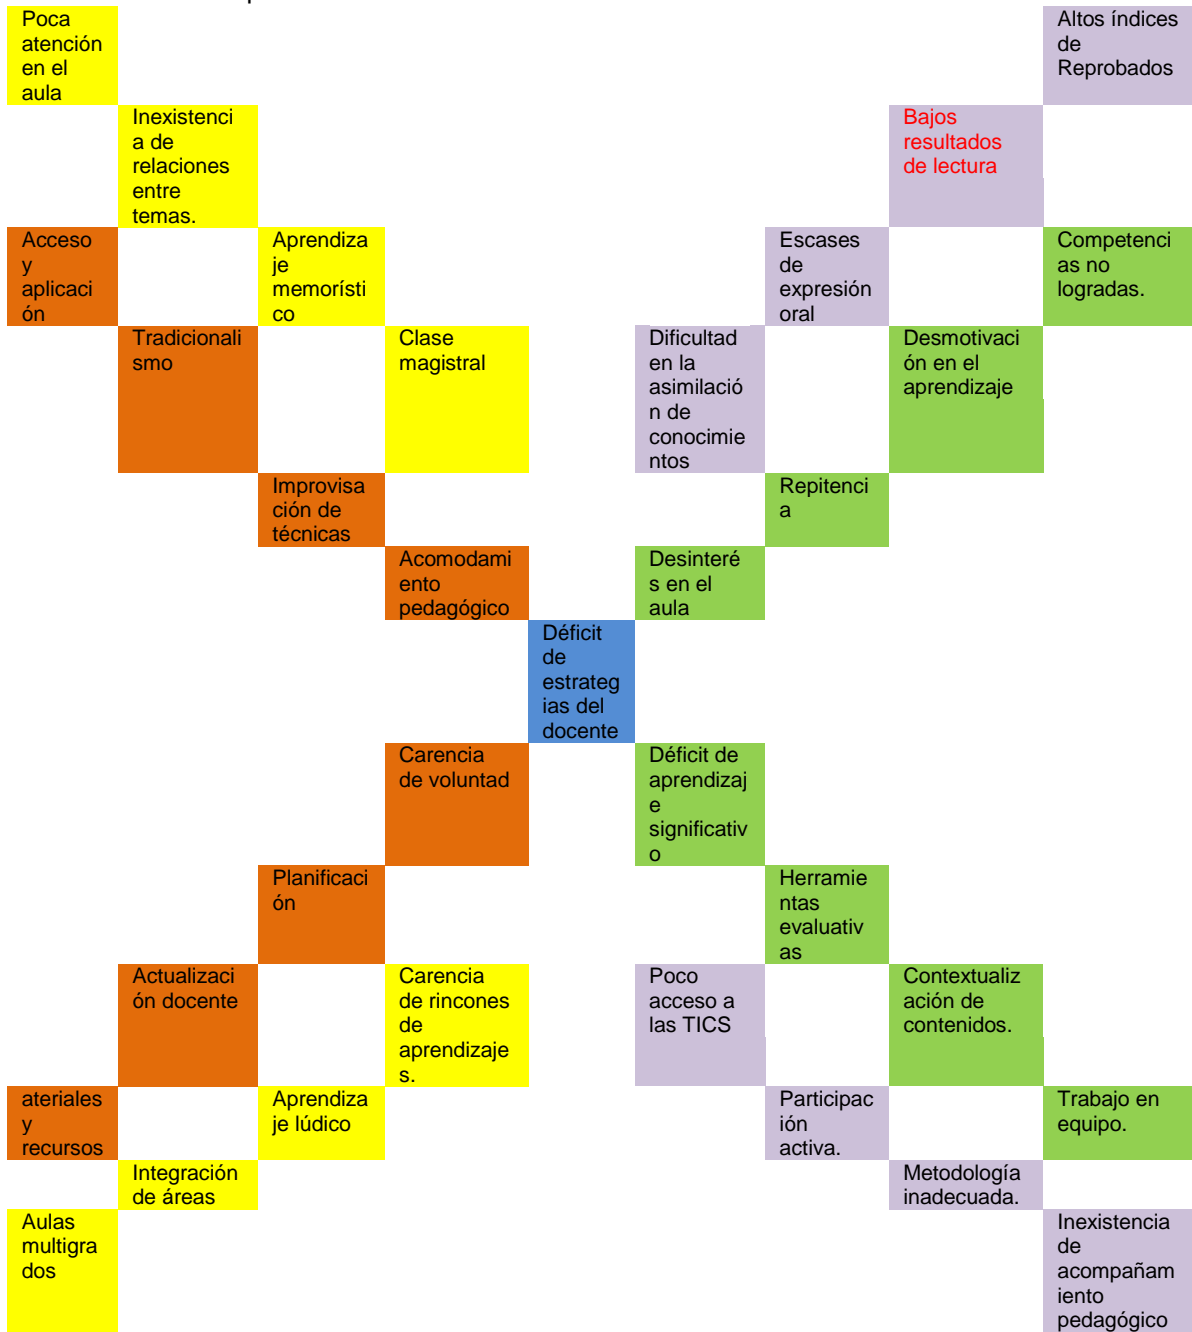 Poca
atención
en el
aula
Altos índices
de
Reprobados
Inexistenci
a de
relaciones
entre
temas.
Bajos
resultados
de lectura
Acceso
y
aplicaci
ón
Aprendiza
je
memorísti
co
Escases
de
expresión
oral
Competenci
as no
logradas.
Tradicionali
smo
Clase
magistral
Dificultad
en la
asimilació
n de
conocimie
ntos
Desmotivaci
ón en el
aprendizaje
Improvisa
ción de
técnicas
Repitenci
a
Acomodami
ento
pedagógico
Desinteré
s en el
aula
Déficit
de
estrateg
ias del
docente
Carencia
de voluntad
Déficit de
aprendizaj
e
significativ
o
Planificaci
ón
Herramie
ntas
evaluativ
as
Actualizaci
ón docente
Carencia
de rincones
de
aprendizaje
s.
Poco
acceso a
las TICS
Contextualiz
ación de
contenidos.
ateriales
y
recursos
Aprendiza
je lúdico
Participac
ión
activa.
Trabajo en
equipo.
Integración
de áreas
Metodología
inadecuada.
Aulas
multigra
dos
Inexistencia
de
acompañam
iento
pedagógico